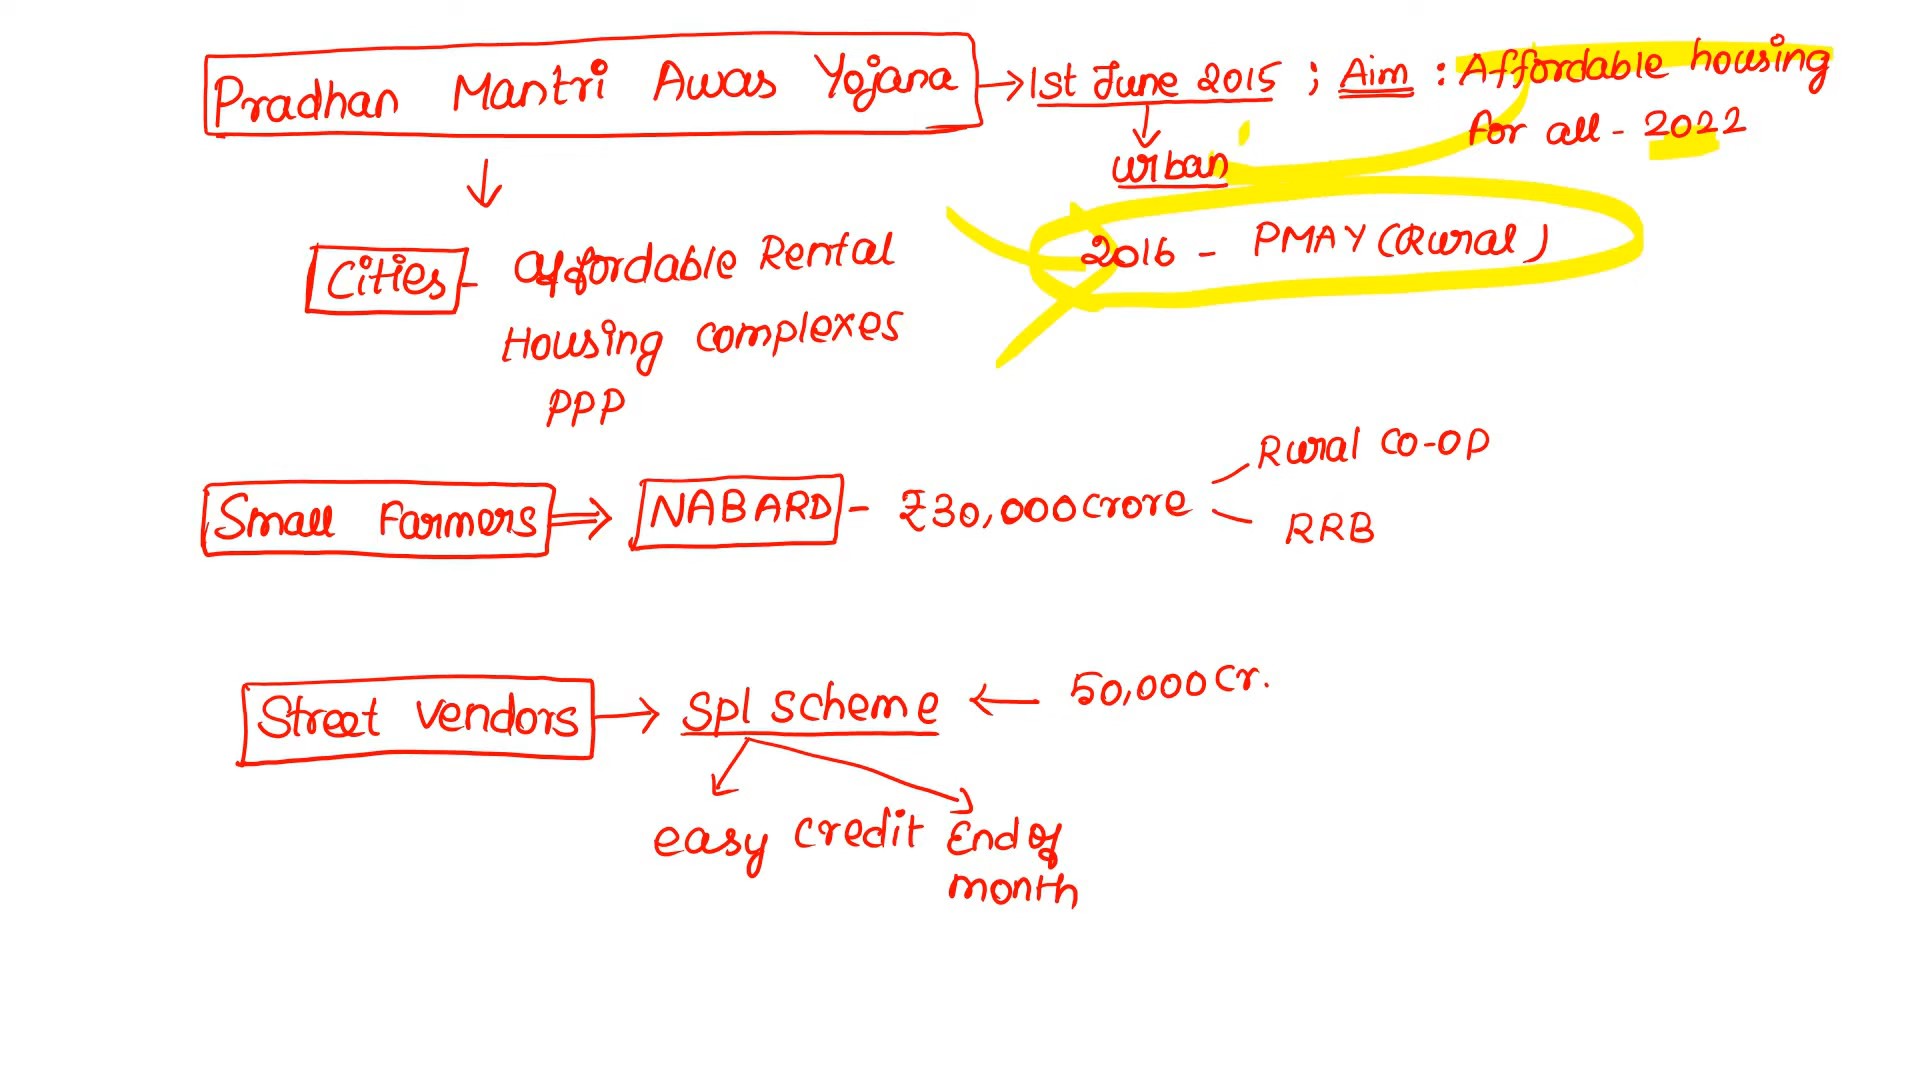 Pradhan Mantri Awas Yojana → 1st June 2015 ; Aim : Affordable housing
for all - 2022
urban
2016 - PMAY (Rural)
Cities - Affordable Rental
Housing complexes
PPP
Small Farmers ⇒ NABARD - ₹30,000 crore
Rural CO-OP
RRB
Street vendors → Spl scheme ← 50,000 Cr.
easy credit
End of
month